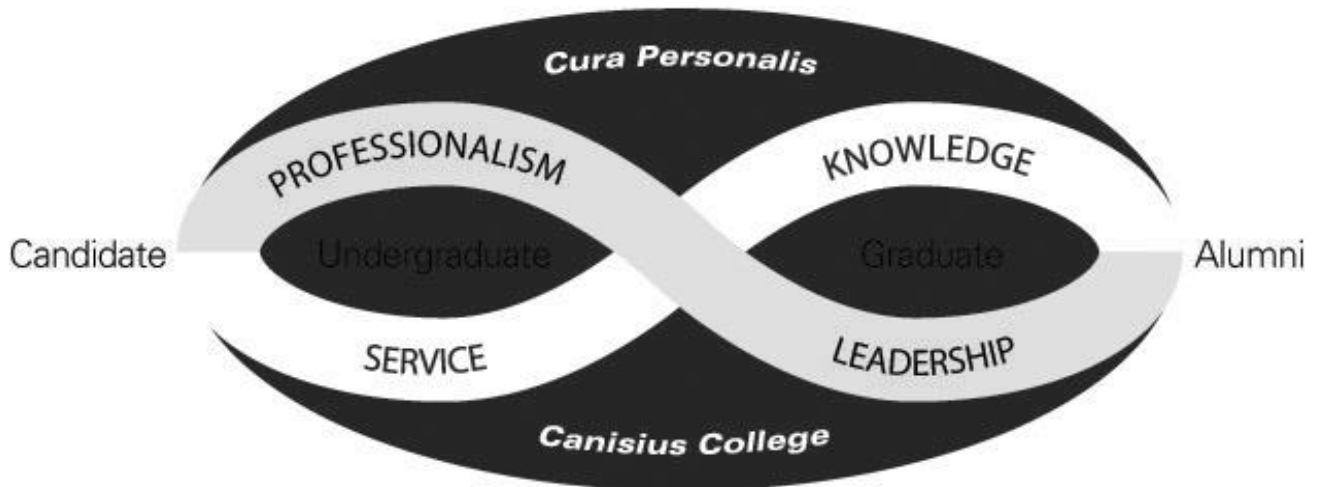 Cura Personalis
PROFESSIONALISM
KNOWLEDGE
Candidate
Undergraduate
Graduate
Alumni
SERVICE
LEADERSHIP
Canisius College